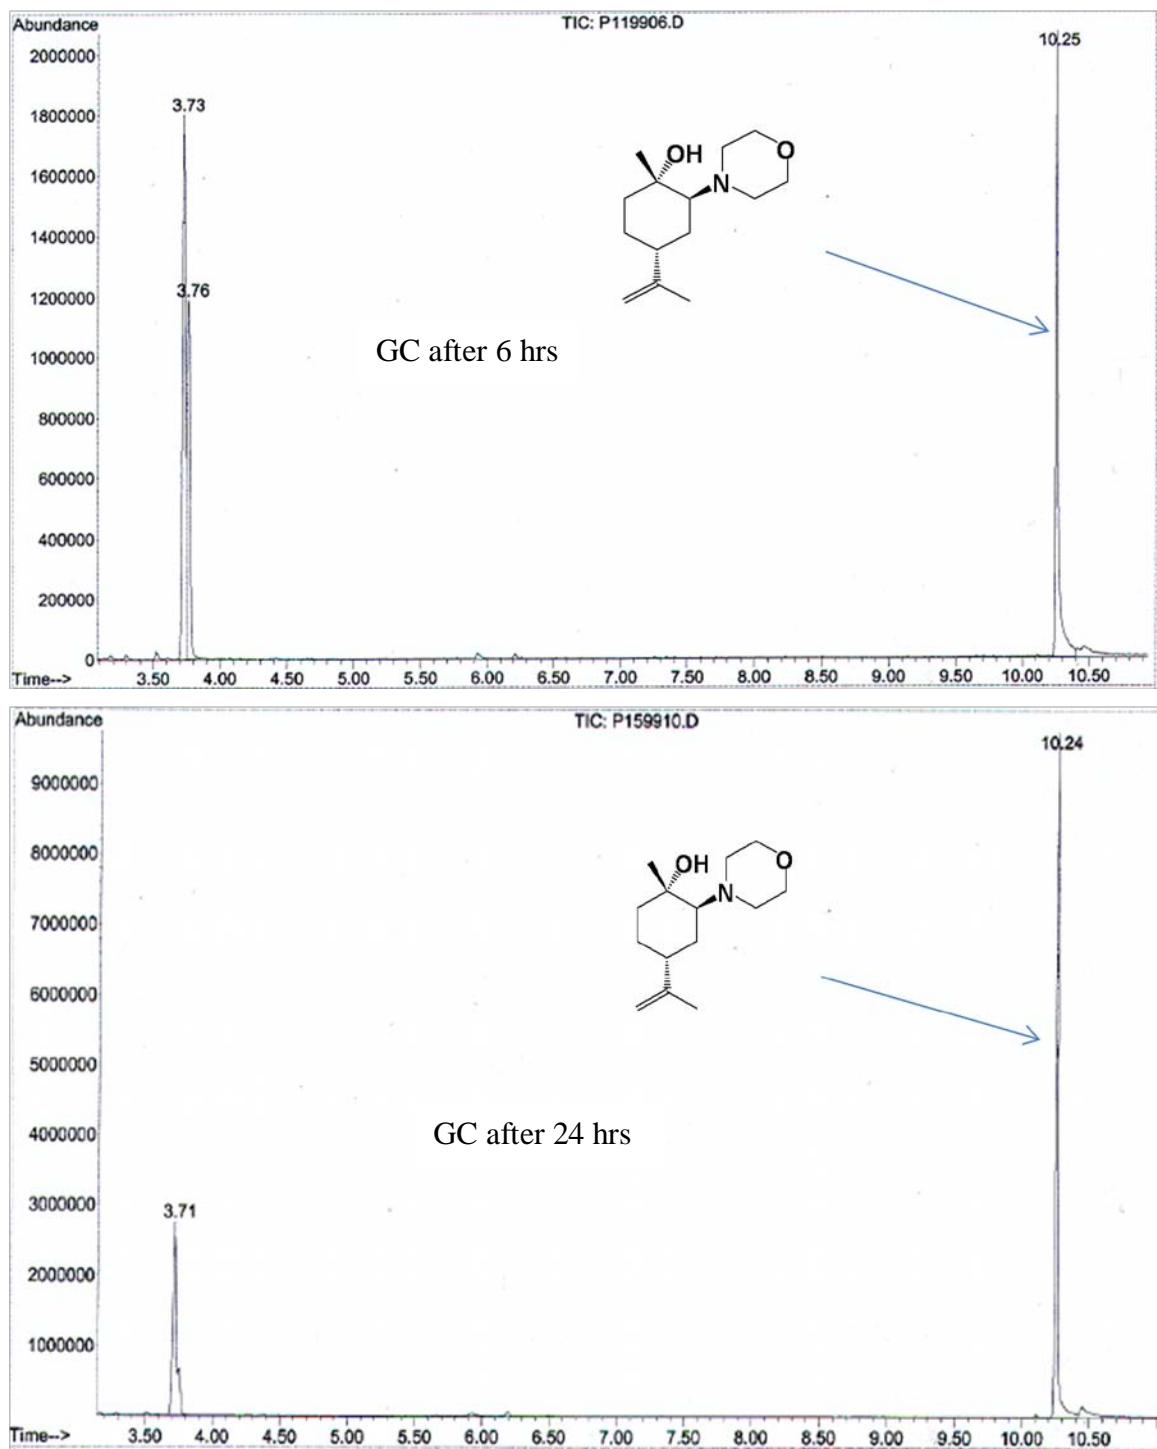 Abundance
TIC: P119906.D
10.25
2000000
1800000
3.73
1600000
1400000
1200000
3.76
1000000
800000
600000
400000
200000
0
OH
N
O
GC after 6 hrs
Time-->
3.50 4.00 4.50 5.00 5.50 6.00 6.50 7.00 7.50 8.00 8.50 9.00 9.50 10.00 10.50
Abundance
TIC: P159910.D
10.24
9000000
8000000
7000000
6000000
5000000
4000000
3000000
3.71
2000000
1000000
OH
N
O
GC after 24 hrs
Time-->
3.50 4.00 4.50 5.00 5.50 6.00 6.50 7.00 7.50 8.00 8.50 9.00 9.50 10.00 10.50